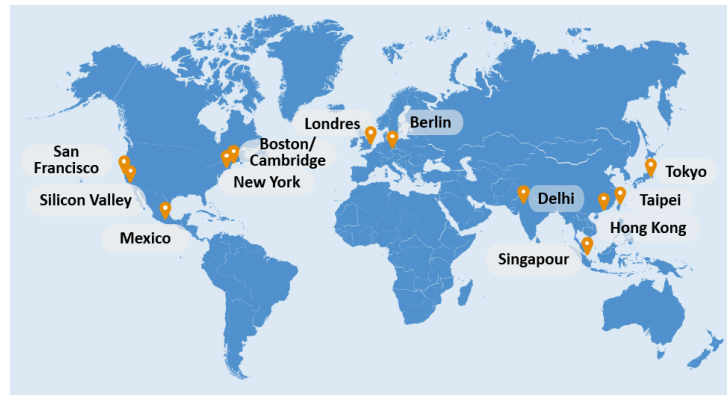 Londres
Berlin
San
Francisco
Boston/
Cambridge
New York
Silicon Valley
Mexico
Delhi
Tokyo
Taipei
Hong Kong
Singapour